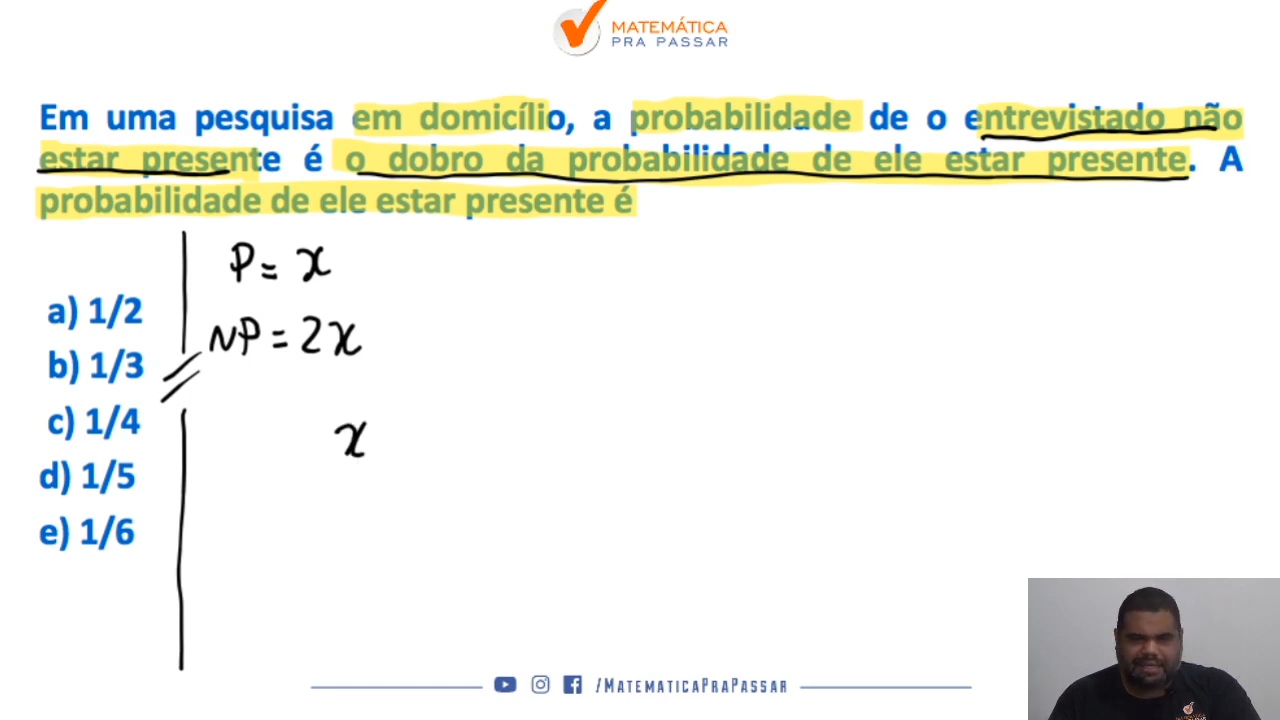 MATEMÁTICA
PRA PASSAR
Em uma pesquisa em domicílio, a probabilidade de o entrevistado não
estar presente é o dobro da probabilidade de ele estar presente. A
probabilidade de ele estar presente é
a) 1/2
b) 1/3
c) 1/4
d) 1/5
e) 1/6
P = x
NP = 2x
x
/MATEMATICAPRAPASSAR